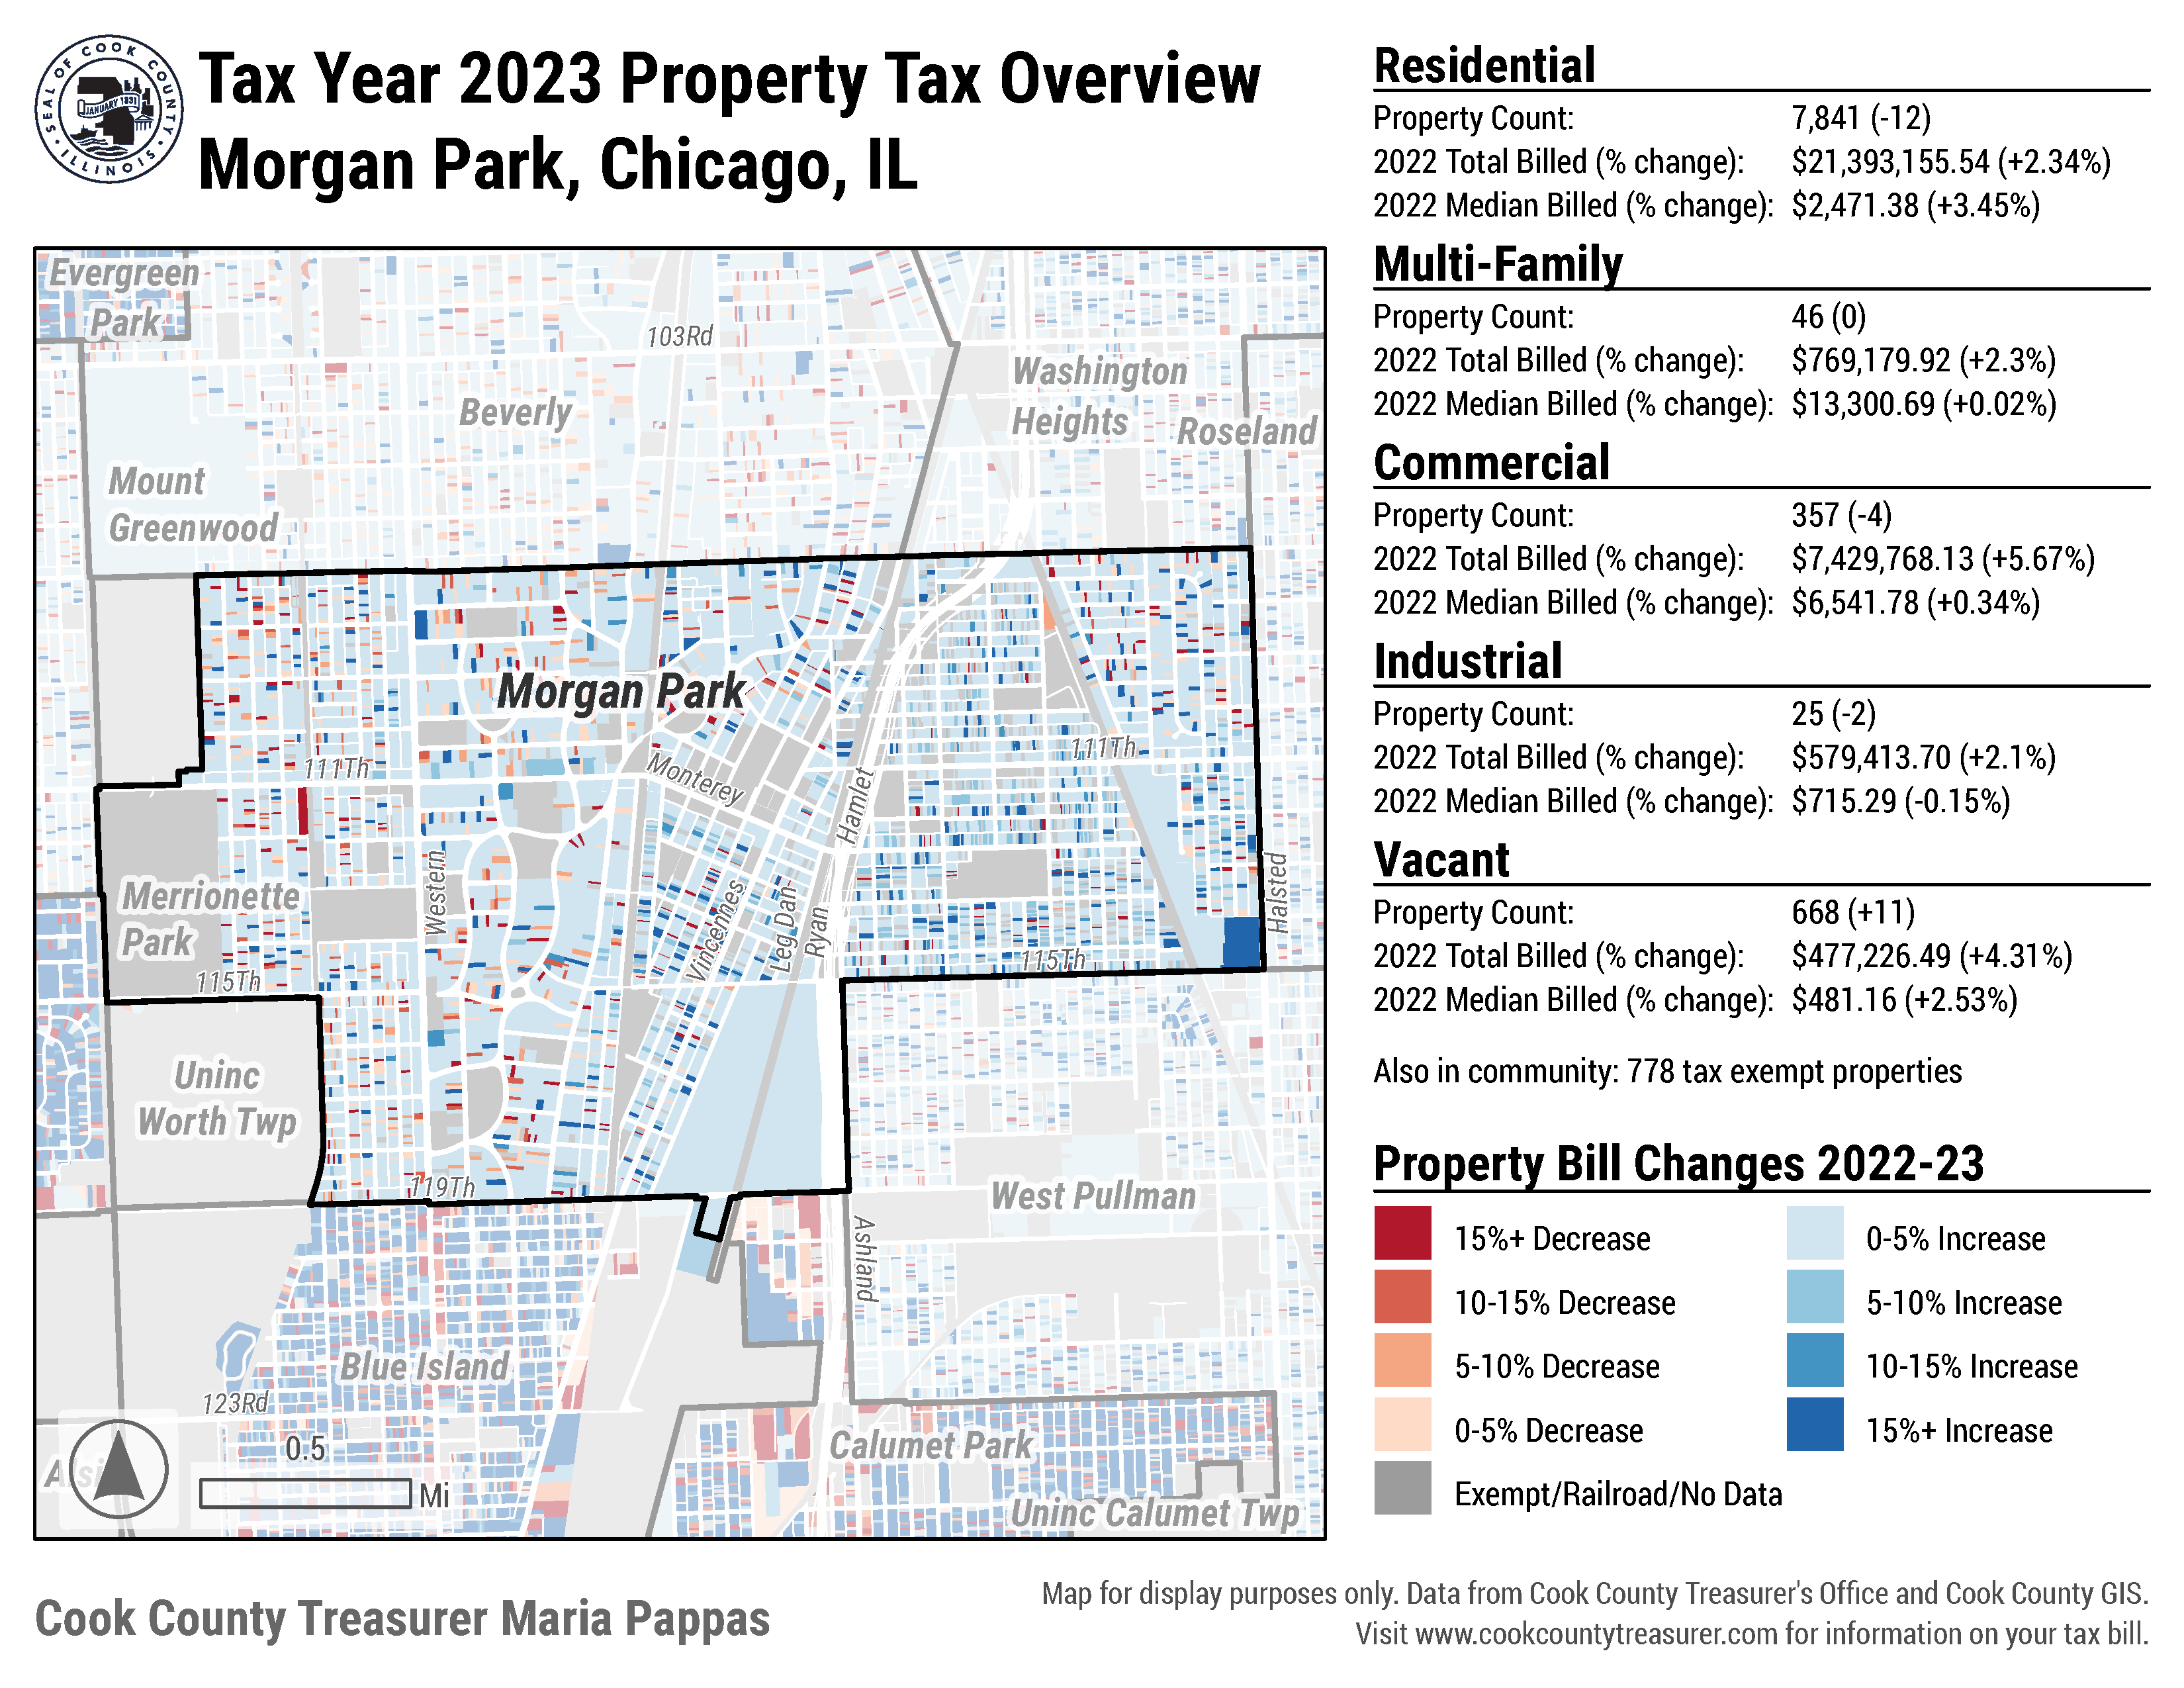 SEAL OF COOK COUNTY
JANUARY 1831
ILLINOIS
Tax Year 2023 Property Tax Overview
Morgan Park, Chicago, IL
Residential
Property Count: 7,841 (-12)
2022 Total Billed (% change): $21,393,155.54 (+2.34%)
2022 Median Billed (% change): $2,471.38 (+3.45%)
Multi-Family
Property Count: 46 (0)
2022 Total Billed (% change): $769,179.92 (+2.3%)
2022 Median Billed (% change): $13,300.69 (+0.02%)
Commercial
Property Count: 357 (-4)
2022 Total Billed (% change): $7,429,768.13 (+5.67%)
2022 Median Billed (% change): $6,541.78 (+0.34%)
Industrial
Property Count: 25 (-2)
2022 Total Billed (% change): $579,413.70 (+2.1%)
2022 Median Billed (% change): $715.29 (-0.15%)
Vacant
Property Count: 668 (+11)
2022 Total Billed (% change): $477,226.49 (+4.31%)
2022 Median Billed (% change): $481.16 (+2.53%)
Also in community: 778 tax exempt properties
Property Bill Changes 2022-23
15%+ Decrease
10-15% Decrease
5-10% Decrease
0-5% Decrease
Exempt/Railroad/No Data
0-5% Increase
5-10% Increase
10-15% Increase
15%+ Increase
Evergreen
Park
103Rd
Washington
Heights
Roseland
Beverly
Mount
Greenwood
Morgan Park
111Th
111Th
Monterey
Hamlet
Merrionette
Park
Western
Vincennes
Leg Dan
Ryan
Halsted
115Th
115Th
Uninc
Worth Twp
119Th
West Pullman
Ashland
Blue Island
123Rd
Calumet Park
Uninc Calumet Twp
0.5
Mi
Cook County Treasurer Maria Pappas
Map for display purposes only. Data from Cook County Treasurer's Office and Cook County GIS.
Visit www.cookcountytreasurer.com for information on your tax bill.